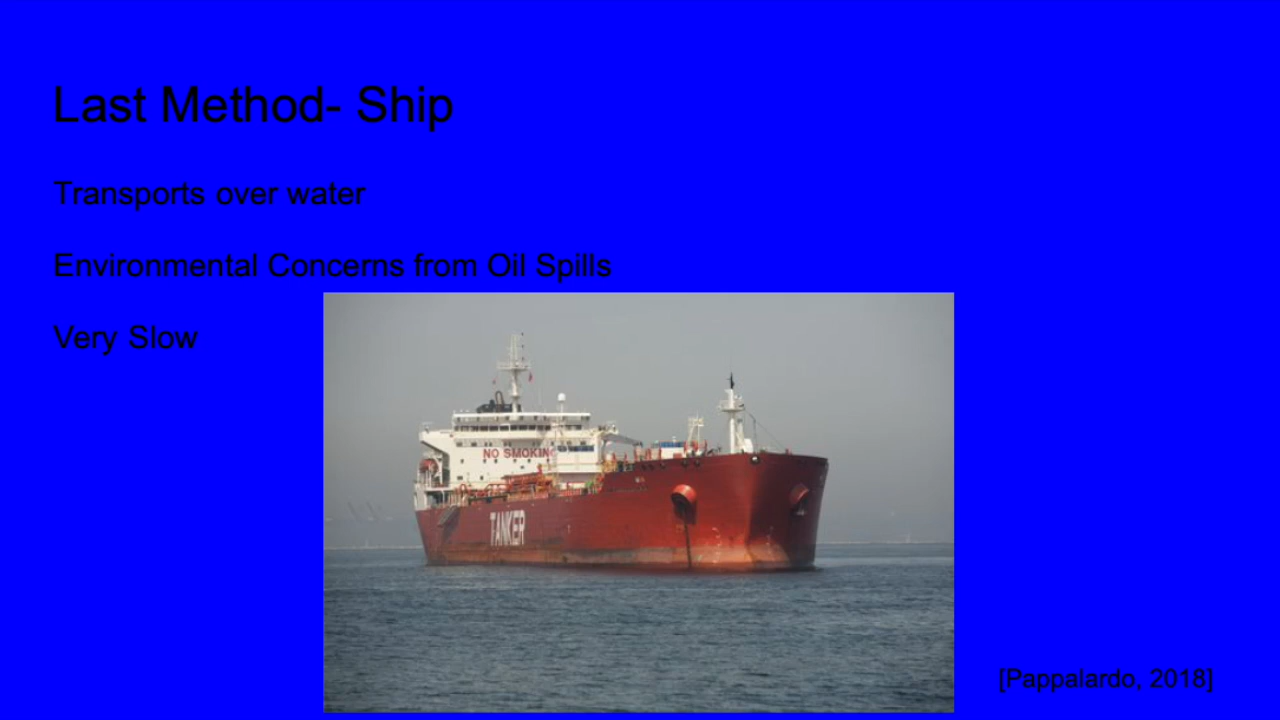 Last Method- Ship
Transports over water
Environmental Concerns from Oil Spills
Very Slow
NO SMOKING
TANKER
[Pappalardo, 2018]